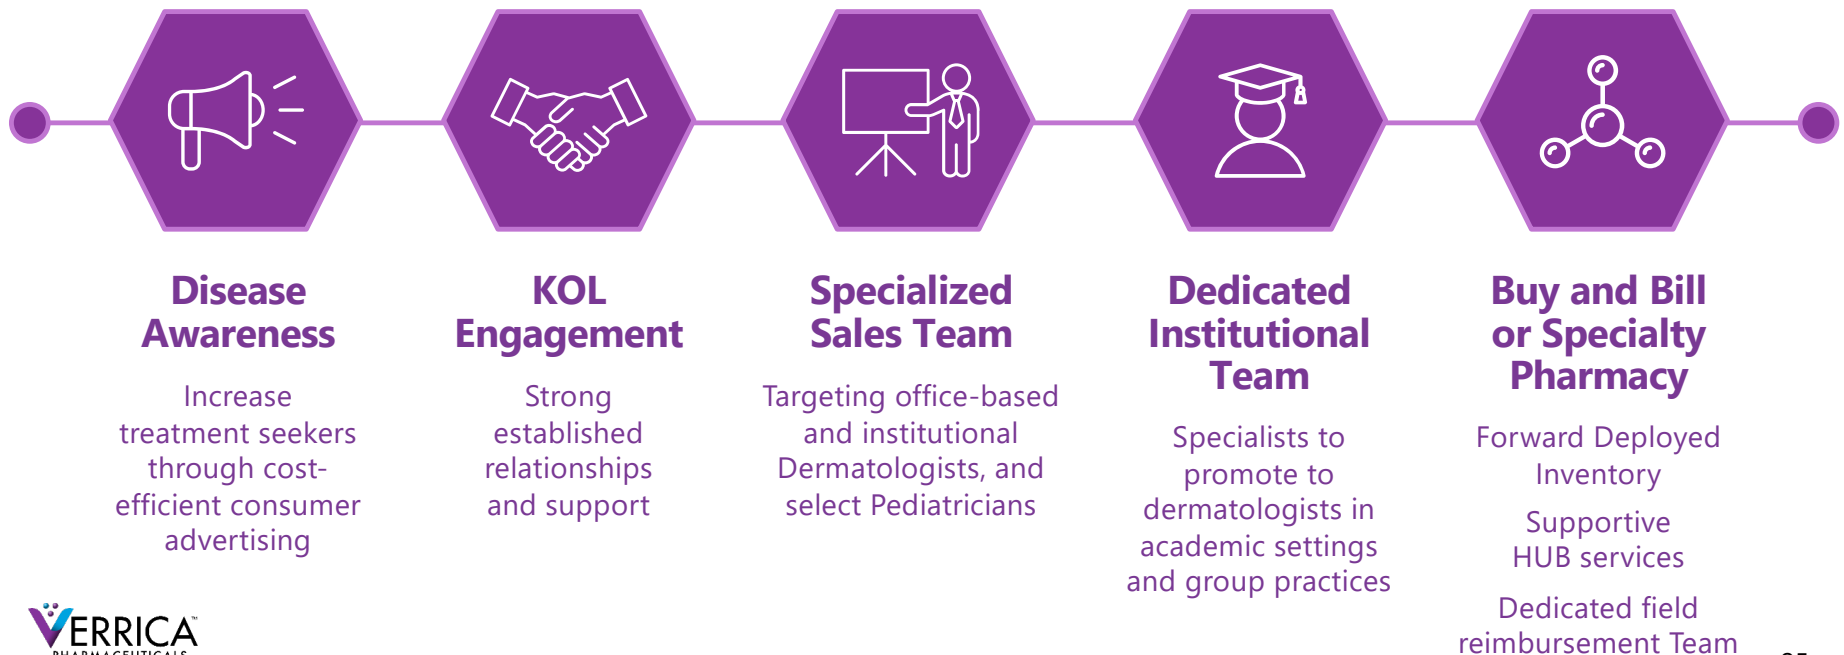 Disease
Awareness
Increase
treatment seekers
through cost-
efficient consumer
advertising
KOL
Engagement
Strong
established
relationships
and support
Specialized
Sales Team
Targeting office-based
and institutional
Dermatologists, and
select Pediatricians
Dedicated
Institutional
Team
Specialists to
promote to
dermatologists in
academic settings
and group practices
Buy and Bill
or Specialty
Pharmacy
Forward Deployed
Inventory
Supportive
HUB services
Dedicated field
reimbursement Team
VERRICA™
PHARMACEUTICALS